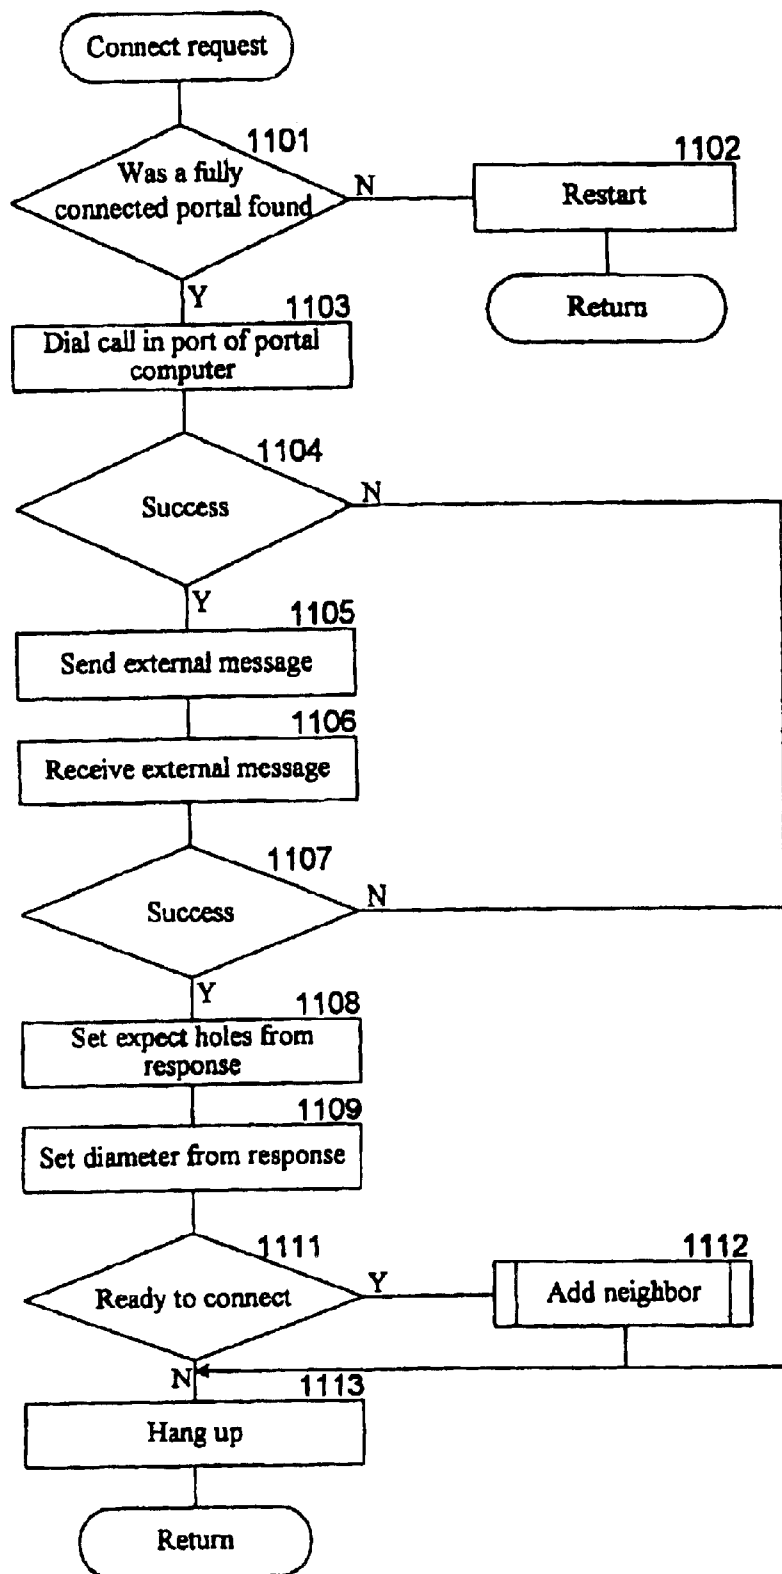 Connect request
1101
Was a fully
connected portal found
N
1102
Restart
Return
Y
1103
Dial call in port of portal
computer
1104
Success
N
Y
1105
Send external message
1106
Receive external message
1107
Success
N
Y
1108
Set expect holes from
response
1109
Set diameter from response
1111
Ready to connect
Y
1112
Add neighbor
N
1113
Hang up
Return